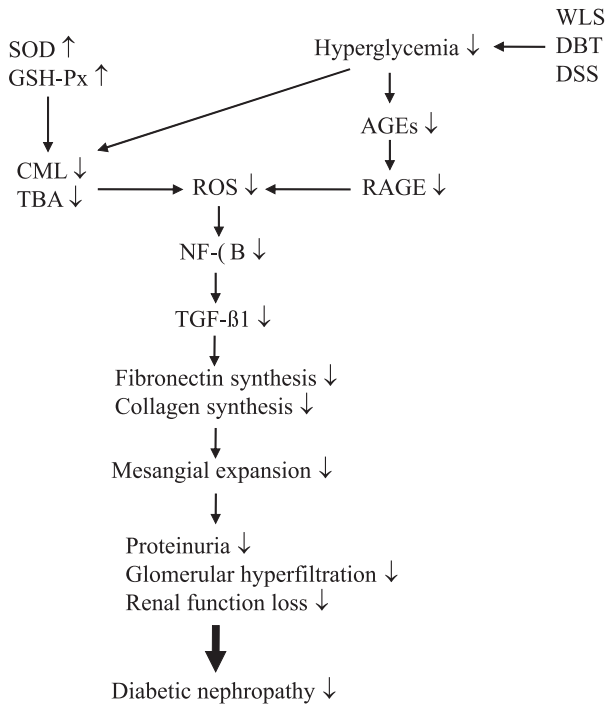 WLS
DBT
DSS
Hyperglycemia ↓
SOD ↑
GSH-Px ↑
AGEs ↓
CML ↓
TBA ↓
ROS ↓
RAGE ↓
NF-( B ↓
TGF-ß1 ↓
Fibronectin synthesis ↓
Collagen synthesis ↓
Mesangial expansion ↓
Proteinuria ↓
Glomerular hyperfiltration ↓
Renal function loss ↓
Diabetic nephropathy ↓